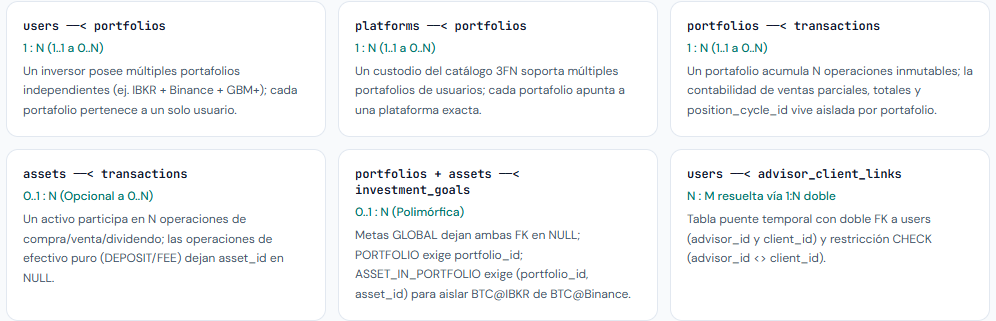 users —< portfolios
1 : N (1..1 a 0..N)
Un inversor posee múltiples portafolios
independientes (ej. IBKR + Binance + GBM+); cada
portafolio pertenece a un solo usuario.
platforms —< portfolios
1 : N (1..1 a 0..N)
Un custodio del catálogo 3FN soporta múltiples
portafolios de usuarios; cada portafolio apunta a
una plataforma exacta.
portfolios —< transactions
1 : N (1..1 a 0..N)
Un portafolio acumula N operaciones inmutables; la
contabilidad de ventas parciales, totales y
position_cycle_id vive aislada por portafolio.
assets —< transactions
0..1 : N (Opcional a 0..N)
Un activo participa en N operaciones de
compra/venta/dividendo; las operaciones de
efectivo puro (DEPOSIT/FEE) dejan asset_id en
NULL.
portfolios + assets —<
investment_goals
0..1 : N (Polimórfica)
Metas GLOBAL dejan ambas FK en NULL;
PORTFOLIO exige portfolio_id;
ASSET_IN_PORTFOLIO exige (portfolio_id,
asset_id) para aislar BTC@IBKR de BTC@Binance.
users —< advisor_client_links
N : M resuelta vía 1:N doble
Tabla puente temporal con doble FK a users
(advisor_id y client_id) y restricción CHECK
(advisor_id <> client_id).